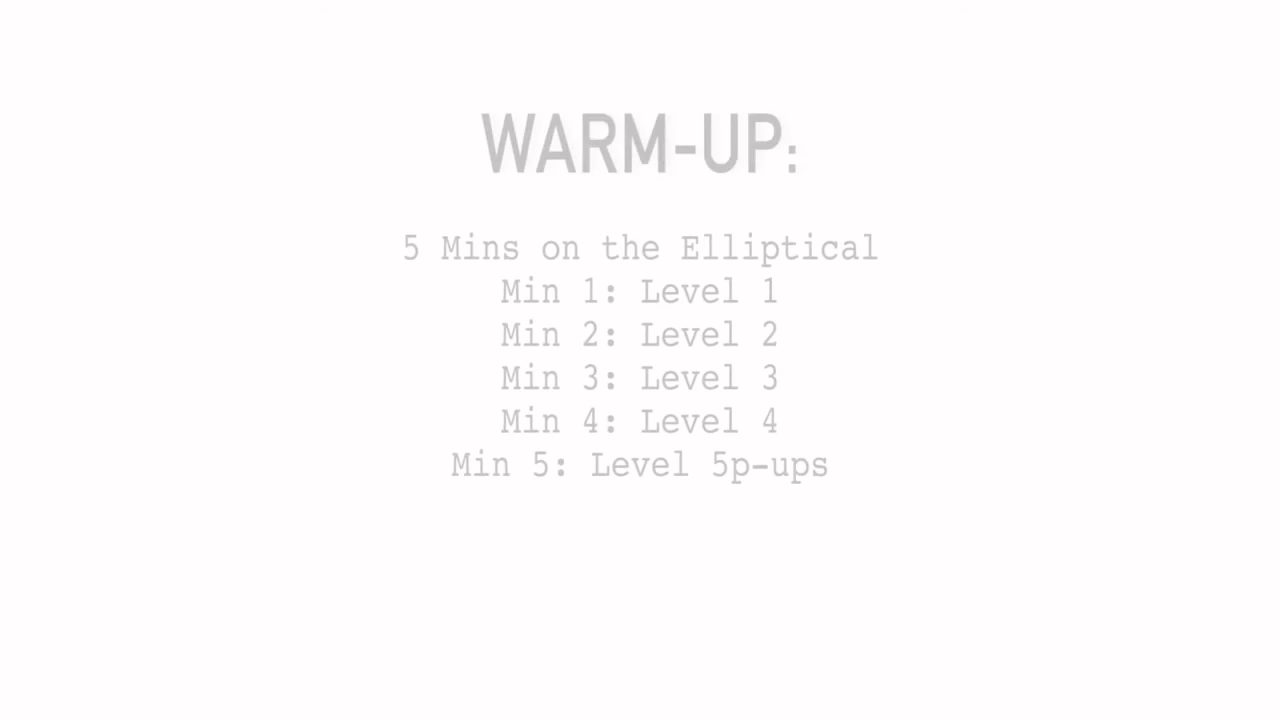 WARM-UP:
5 Mins on the Elliptical
Min 1: Level 1
Min 2: Level 2
Min 3: Level 3
Min 4: Level 4
Min 5: Level 5p-ups